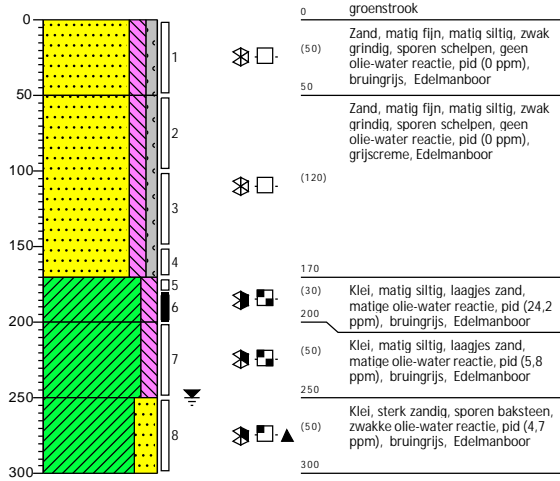 0
groenstrook
0
(50)
Zand, matig fijn, matig siltig, zwak
grindig, sporen schelpen, geen
olie-water reactie, pid (0 ppm),
bruingrijs, Edelmanboor
1
50
50
Zand, matig fijn, matig siltig, zwak
grindig, sporen schelpen, geen
olie-water reactie, pid (0 ppm),
grijscreme, Edelmanboor
2
100
(120)
3
150
4
170
5
6
(30)
Klei, matig siltig, laagjes zand,
matige olie-water reactie, pid (24,2
ppm), bruingrijs, Edelmanboor
200
200
7
(50)
Klei, matig siltig, laagjes zand,
matige olie-water reactie, pid (5,8
ppm), bruingrijs, Edelmanboor
250
250
8
(50)
Klei, sterk zandig, sporen baksteen,
zwakke olie-water reactie, pid (4,7
ppm), bruingrijs, Edelmanboor
300
300